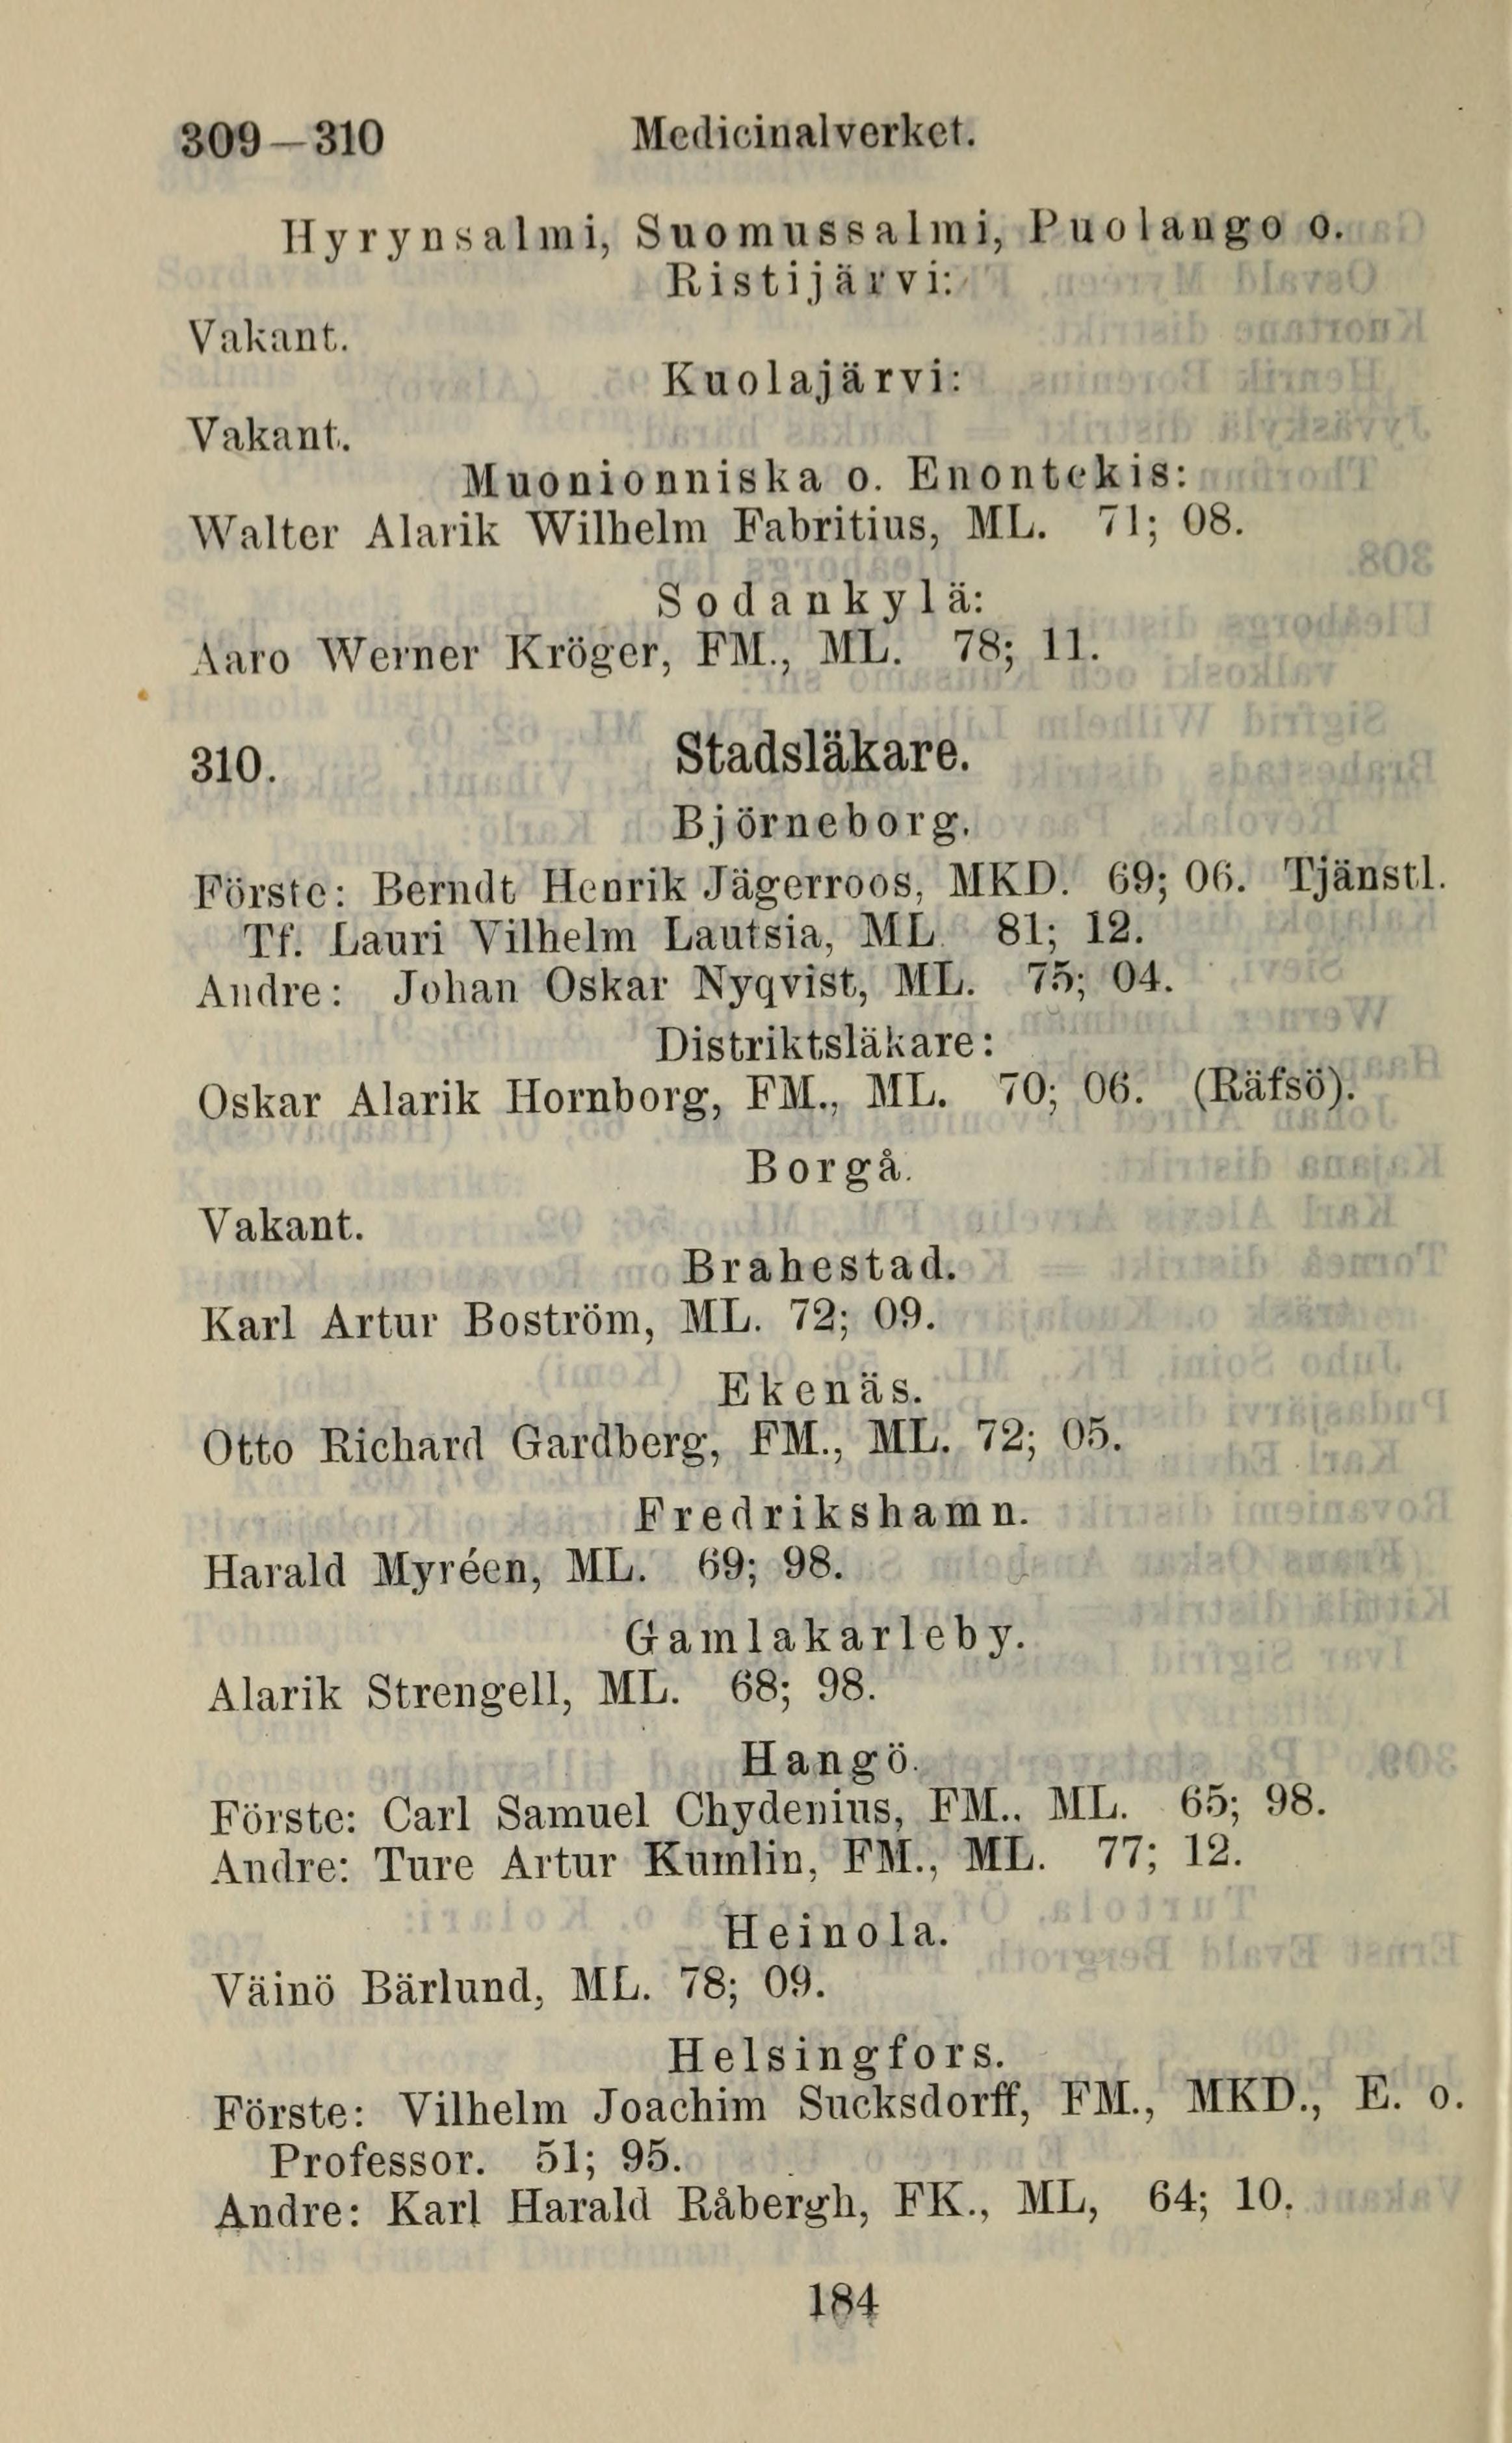 309—310 Medicinalverket.
Hyrynsalmi, Suomussalmi, Puolango o.
Ristijärvi:
Vakant.
Kuolajärvi:
Vakant.
Muonionniska o. Enontekis:
Walter Alarik Wilhelm Fabritius, ML. 71; 08.
Sodankylä:
Aaro Werner Kröger, FM., ML. 78; 11.
310. Stadsläkare.
Björneborg.
Förste: Berndt Henrik Jägerroos, MKD. 69; 06. Tjänstl.
Tf. Lauri Vilhelm Lautsia, ML. 81; 12.
Andre: Johan Oskar Nyqvist, ML. 75; 04.
Distriktsläkare:
Oskar Alarik Hornborg, FM., ML. 70; 06. (Räfsö).
Borgå.
Vakant.
Brahestad.
Karl Artur Boström, ML. 72; 09.
Ekenäs.
Otto Richard Gardberg, FM., ML. 72; 05.
Fredrikshamn.
Harald Myréen, ML. 69; 98.
Gamlakarleby.
Alarik Strengell, ML. 68; 98.
Hangö.
Förste: Carl Samuel Chydenius, FM., ML. 65; 98.
Andre: Ture Artur Kumlin, FM., ML. 77; 12.
Heinola.
Väinö Bärlund, ML. 78; 09.
Helsingfors.
Förste: Vilhelm Joachim Sucksdorff, FM., MKD., E. o.
Professor. 51; 95.
Andre: Karl Harald Råbergh, FK., ML, 64; 10.
184